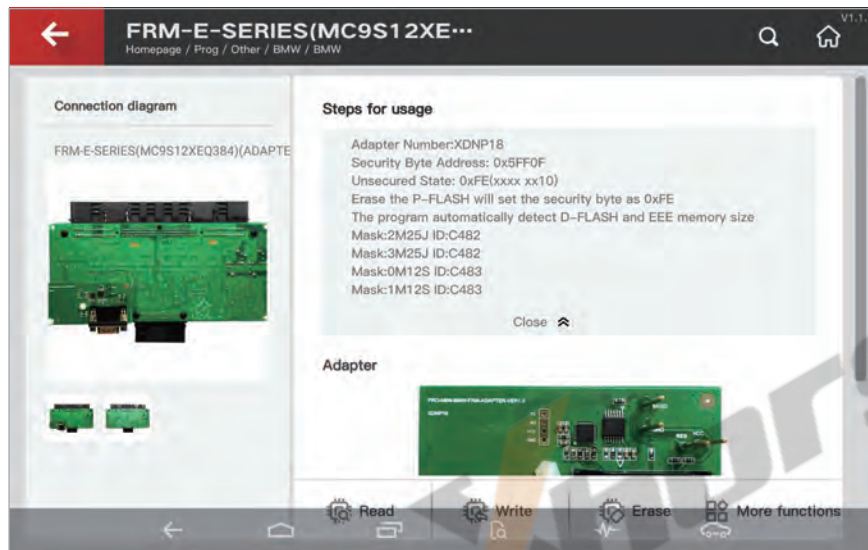 FRM-E-SERIES(MC9S12XE···
V1.1.
Homepage / Prog / Other / BMW / BMW
Connection diagram
FRM-E-SERIES(MC9S12XEQ384)(ADAPTE
Steps for usage
Adapter Number:XDNP18
Security Byte Address: 0x5FF0F
Unsecured State: 0xFE(xxxx xx10)
Erase the P-FLASH will set the security byte as 0xFE
The program automatically detect D-FLASH and EEE memory size
Mask:2M25J ID:C482
Mask:3M25J ID:C482
Mask:0M12S ID:C483
Mask:1M12S ID:C483
Close
Adapter
XDNP18
Read
Write
Erase
More functions